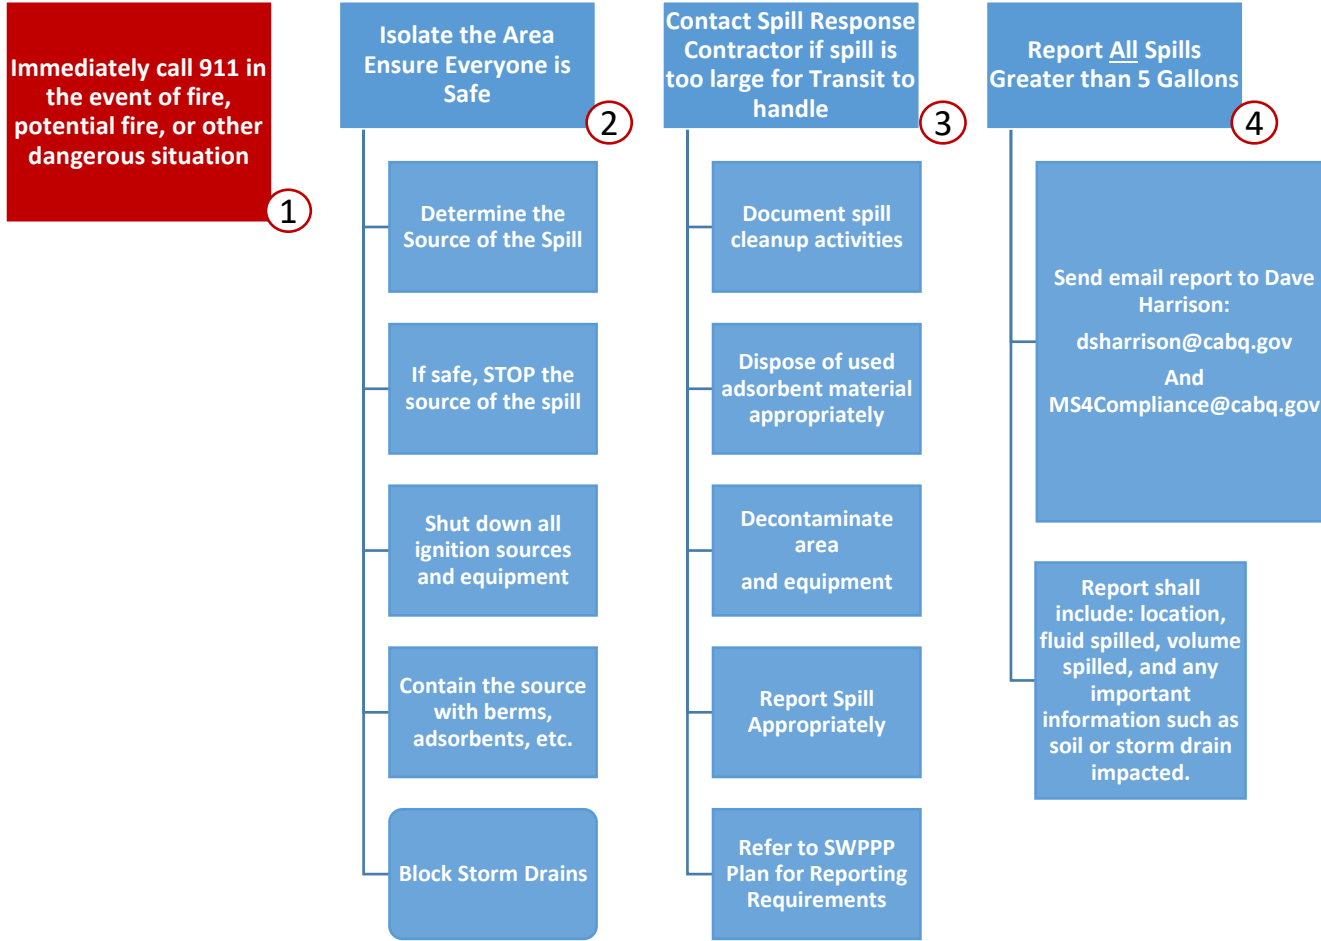 Immediately call 911 in
the event of fire,
potential fire, or other
dangerous situation
1
Isolate the Area
Ensure Everyone is
Safe
2
Determine the
Source of the Spill
If safe, STOP the
source of the spill
Shut down all
ignition sources
and equipment
Contain the source
with berms,
adsorbents, etc.
Block Storm Drains
Contact Spill Response
Contractor if spill is
too large for Transit to
handle
3
Document spill
cleanup activities
Dispose of used
adsorbent material
appropriately
Decontaminate
area
and equipment
Report Spill
Appropriately
Refer to SWPPP
Plan for Reporting
Requirements
Report All Spills
Greater than 5 Gallons
4
Send email report to Dave
Harrison:
dsharrison@cabq.gov
And
MS4Compliance@cabq.gov
Report shall
include: location,
fluid spilled, volume
spilled, and any
important
information such as
soil or storm drain
impacted.